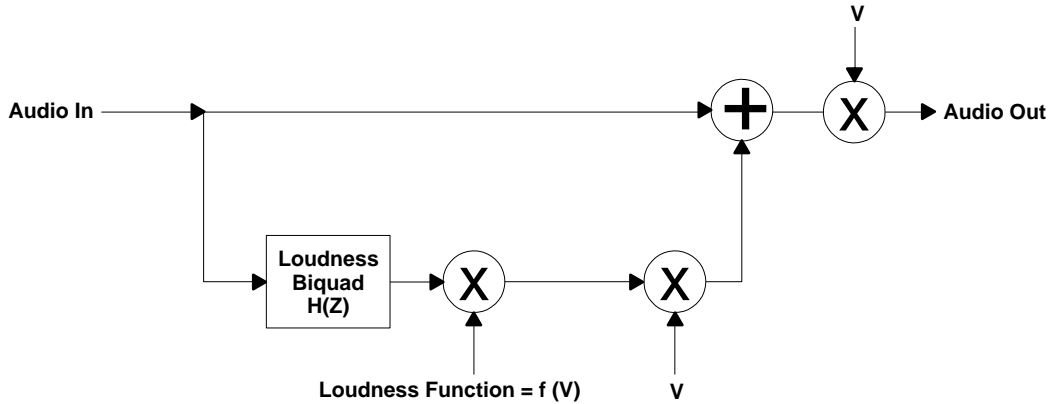 V
Audio In
+
X
Audio Out
Loudness
Biquad
H(Z)
X
X
Loudness Function = f (V)
V